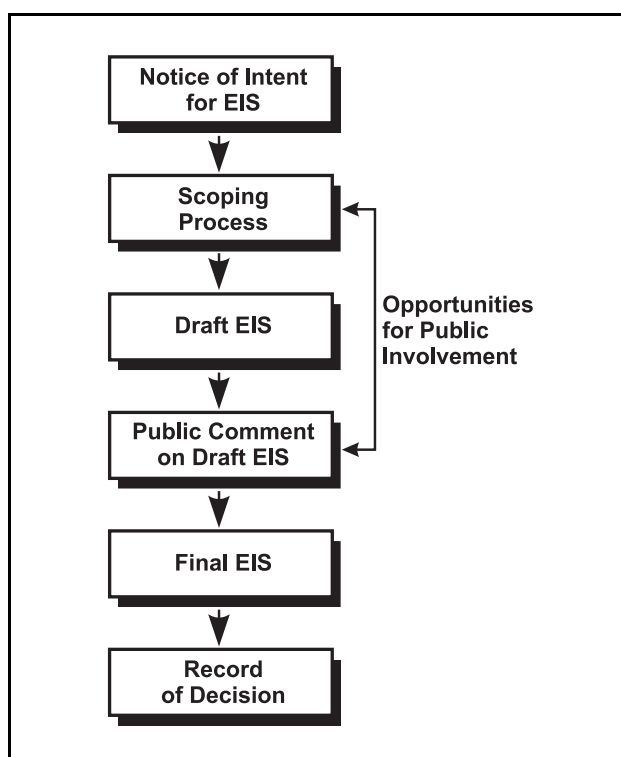 Notice of Intent
for EIS
Scoping
Process
Draft EIS
Opportunities
for Public
Involvement
Public Comment
on Draft EIS
Final EIS
Record
of Decision